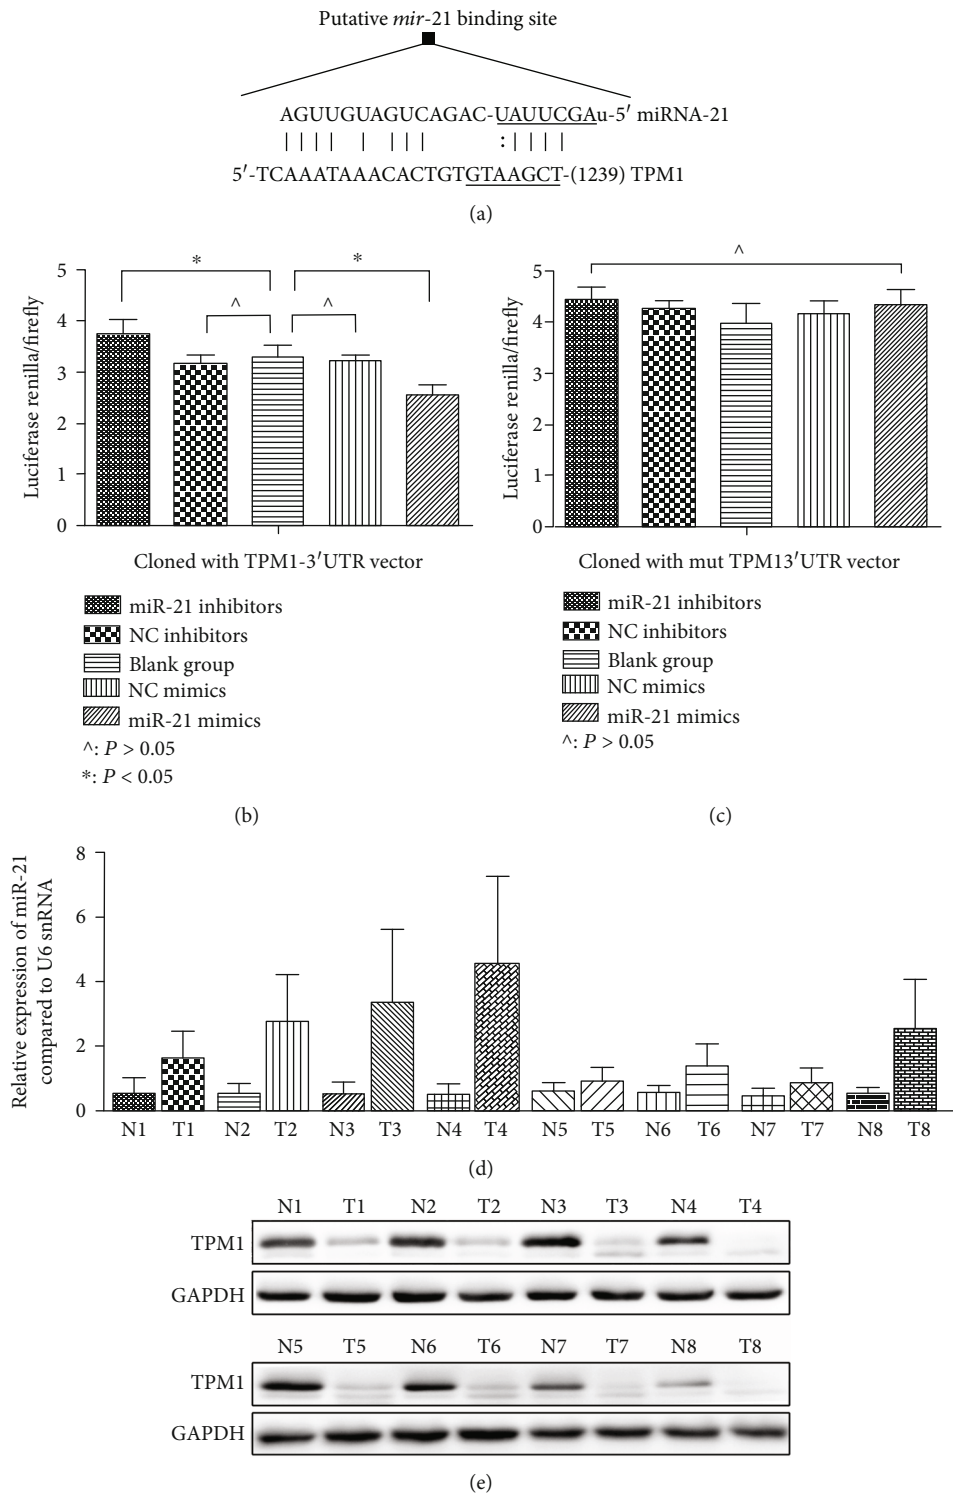 Putative mir-21 binding site
AGUUGUAGUCAGAC-UAUUCGAu-5′ miRNA-21
5′-TCAAATAAACACTGTGTAAGCT-(1239) TPM1
(a)
Luciferase renilla/firefly
5
4
3
2
1
0
*
*
^
^
Cloned with TPM1-3′UTR vector
miR-21 inhibitors
NC inhibitors
Blank group
NC mimics
miR-21 mimics
^: P > 0.05
*: P < 0.05
(b)
Luciferase renilla/firefly
5
4
3
2
1
0
^
Cloned with mut TPM13′UTR vector
miR-21 inhibitors
NC inhibitors
Blank group
NC mimics
miR-21 mimics
^: P > 0.05
(c)
Relative expression of miR-21
compared to U6 snRNA
8
6
4
2
0
N1 T1 N2 T2 N3 T3 N4 T4 N5 T5 N6 T6 N7 T7 N8 T8
(d)
N1 T1 N2 T2 N3 T3 N4 T4
TPM1
GAPDH
N5 T5 N6 T6 N7 T7 N8 T8
TPM1
GAPDH
(e)